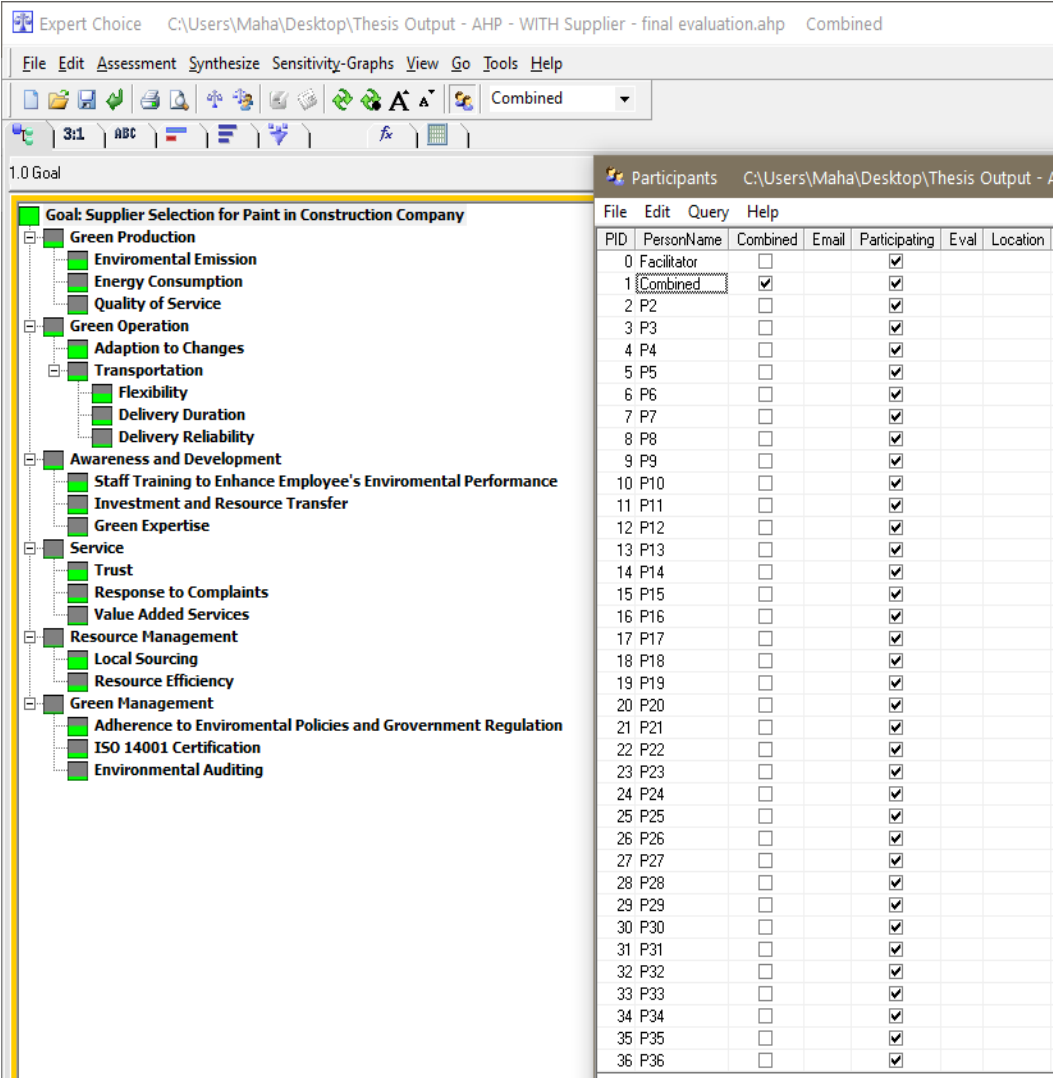 Expert Choice C:\Users\Maha\Desktop\Thesis Output - AHP - WITH Supplier - final evaluation.ahp Combined
File Edit Assessment Synthesize Sensitivity-Graphs View Go Tools Help
A A Combined
3:1 ABC fx
1.0 Goal
Goal: Supplier Selection for Paint in Construction Company
Green Production
Enviromental Emission
Energy Consumption
Quality of Service
Green Operation
Adaption to Changes
Transportation
Flexibility
Delivery Duration
Delivery Reliability
Awareness and Development
Staff Training to Enhance Employee's Enviromental Performance
Investment and Resource Transfer
Green Expertise
Service
Trust
Response to Complaints
Value Added Services
Resource Management
Local Sourcing
Resource Efficiency
Green Management
Adherence to Enviromental Policies and Grovernment Regulation
ISO 14001 Certification
Environmental Auditing
Participants C:\Users\Maha\Desktop\Thesis Output - A
File Edit Query Help
PID PersonName Combined Email Participating Eval Location
0 Facilitator
1 Combined
2 P2
3 P3
4 P4
5 P5
6 P6
7 P7
8 P8
9 P9
10 P10
11 P11
12 P12
13 P13
14 P14
15 P15
16 P16
17 P17
18 P18
19 P19
20 P20
21 P21
22 P22
23 P23
24 P24
25 P25
26 P26
27 P27
28 P28
29 P29
30 P30
31 P31
32 P32
33 P33
34 P34
35 P35
36 P36